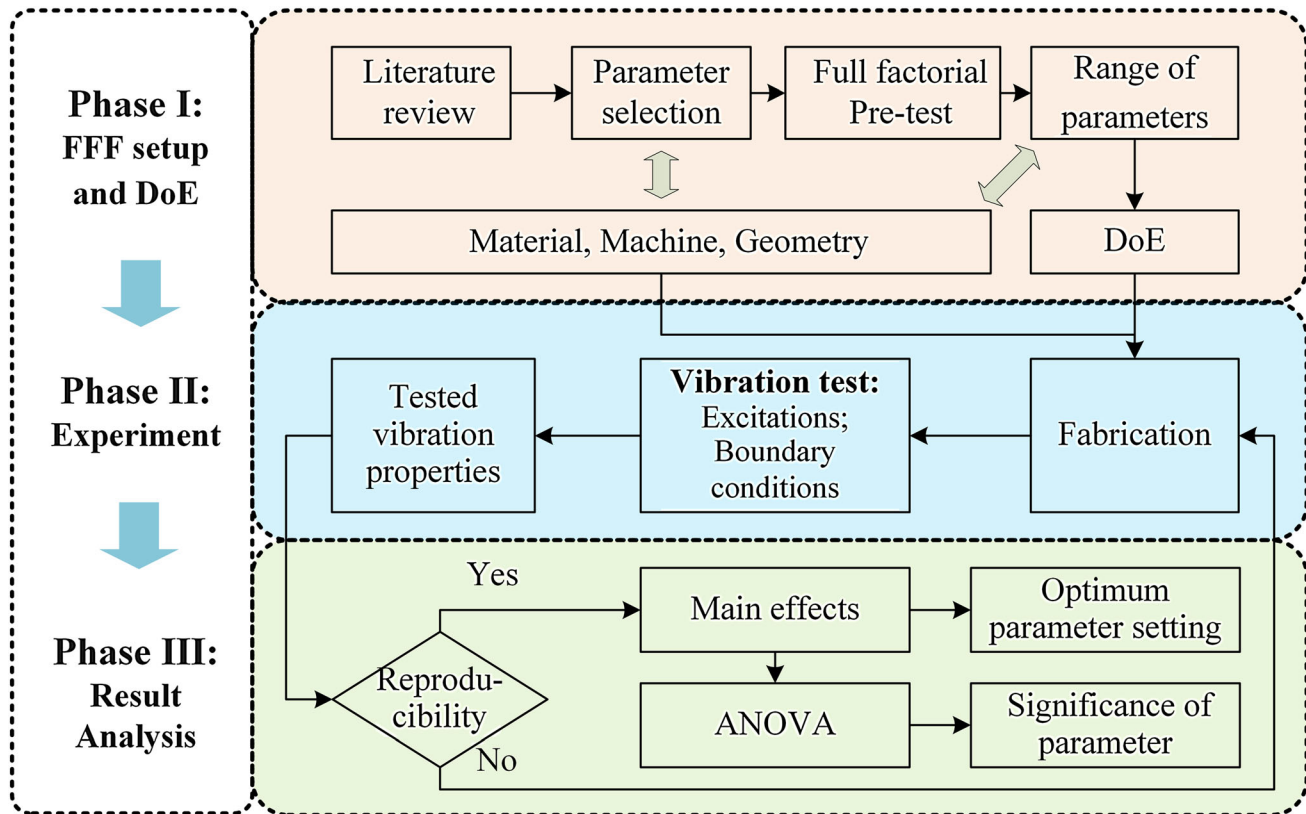 Phase I:
FFF setup
and DoE
Literature
review
Parameter
selection
Full factorial
Pre-test
Range of
parameters
Material, Machine, Geometry
DoE
Phase II:
Experiment
Tested
vibration
properties
Vibration test:
Excitations;
Boundary
conditions
Fabrication
Phase III:
Result
Analysis
Yes
Reprodu-
cibility
No
Main effects
Optimum
parameter setting
ANOVA
Significance of
parameter